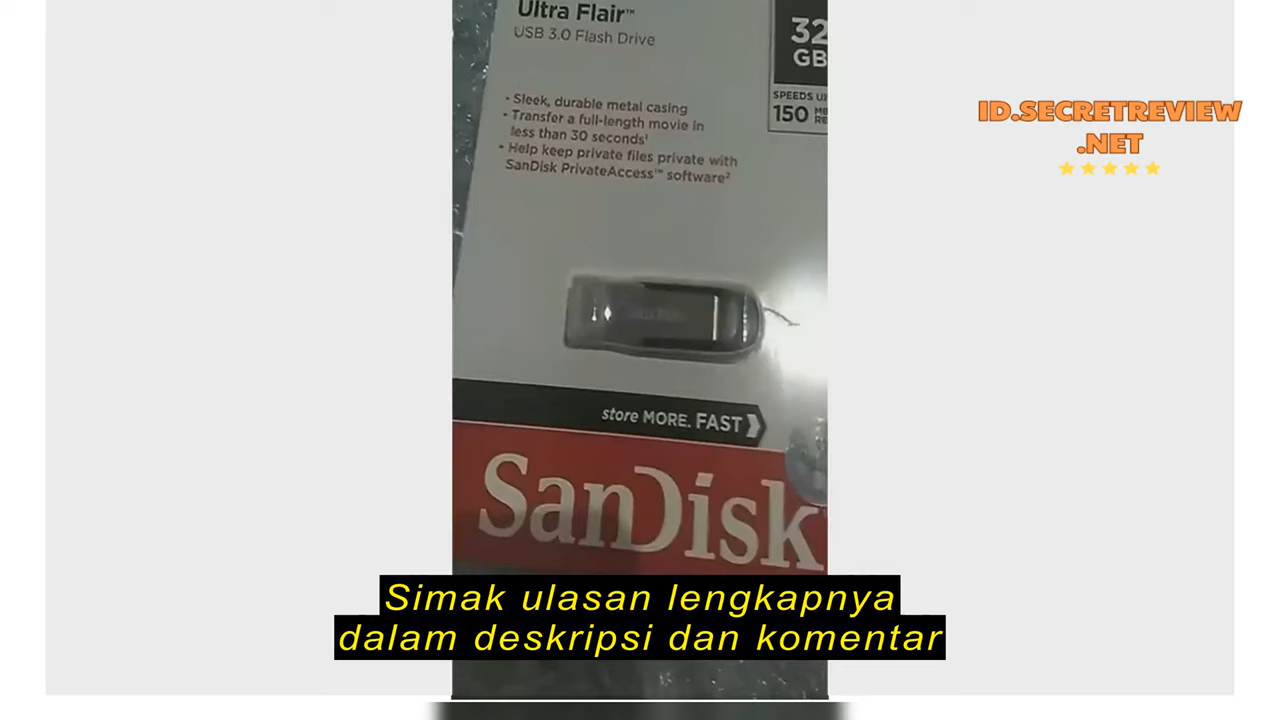 Ultra Flair™
USB 3.0 Flash Drive
32
GB
SPEEDS U
150 MB
RE
- Sleek, durable metal casing
- Transfer a full-length movie in
less than 30 seconds¹
- Help keep private files private with
SanDisk PrivateAccess™ software²
ID.SECRETREVIEW
.NET
store MORE. FAST
SanDisk
Simak ulasan lengkapnya
dalam deskripsi dan komentar